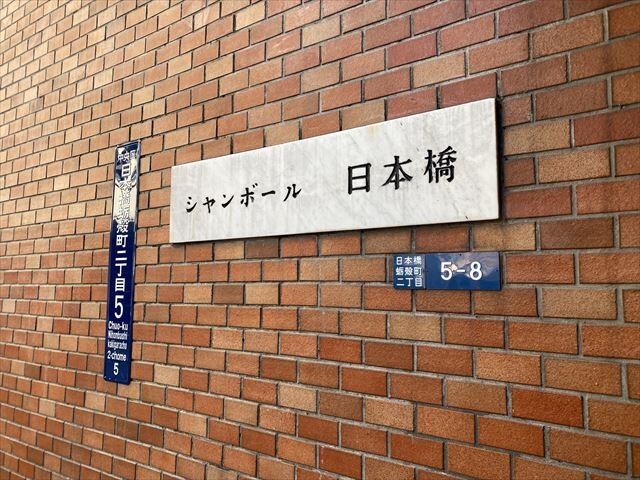 中央区
日本橋蛎殻町二丁目
5
Chuo-ku
Nihonbashi
kakigaracho
2-chome
5
シャンボール 日本橋
日本橋
蛎殻町
二丁目
5-8